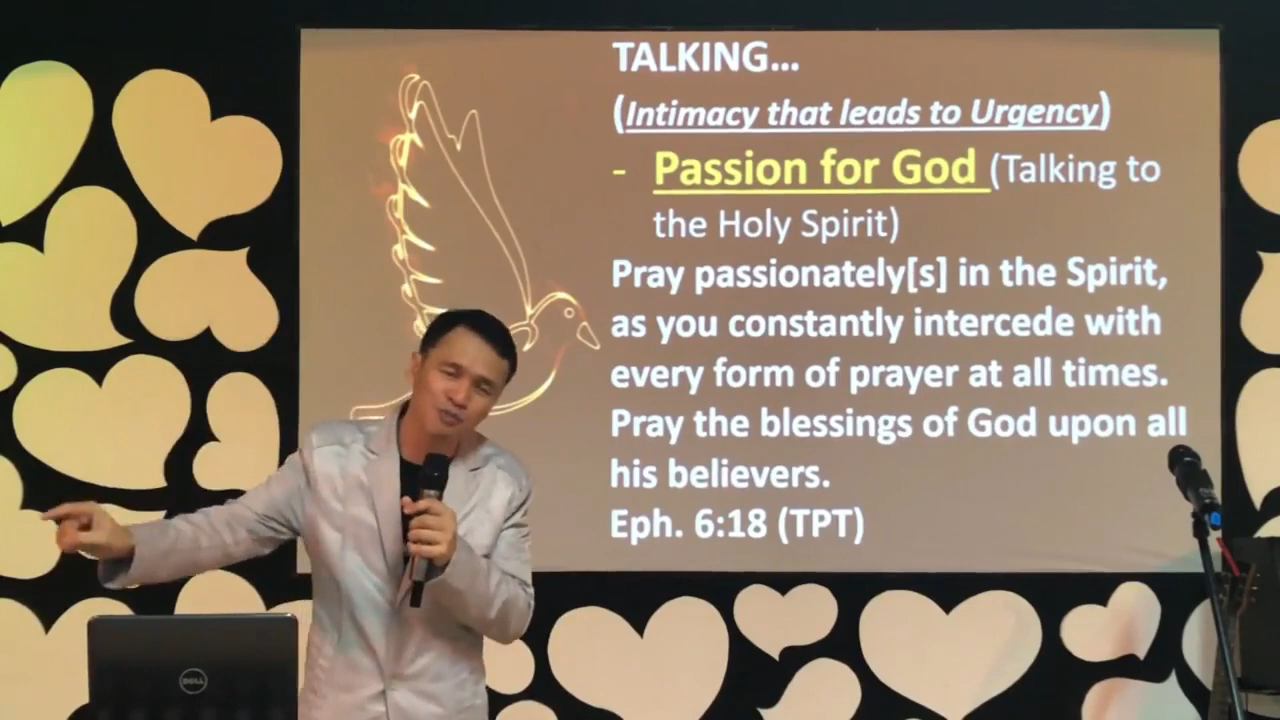 TALKING...
(Intimacy that leads to Urgency)
- Passion for God (Talking to
the Holy Spirit)
Pray passionately[s] in the Spirit,
as you constantly intercede with
every form of prayer at all times.
Pray the blessings of God upon all
his believers.
Eph. 6:18 (TPT)
DELL